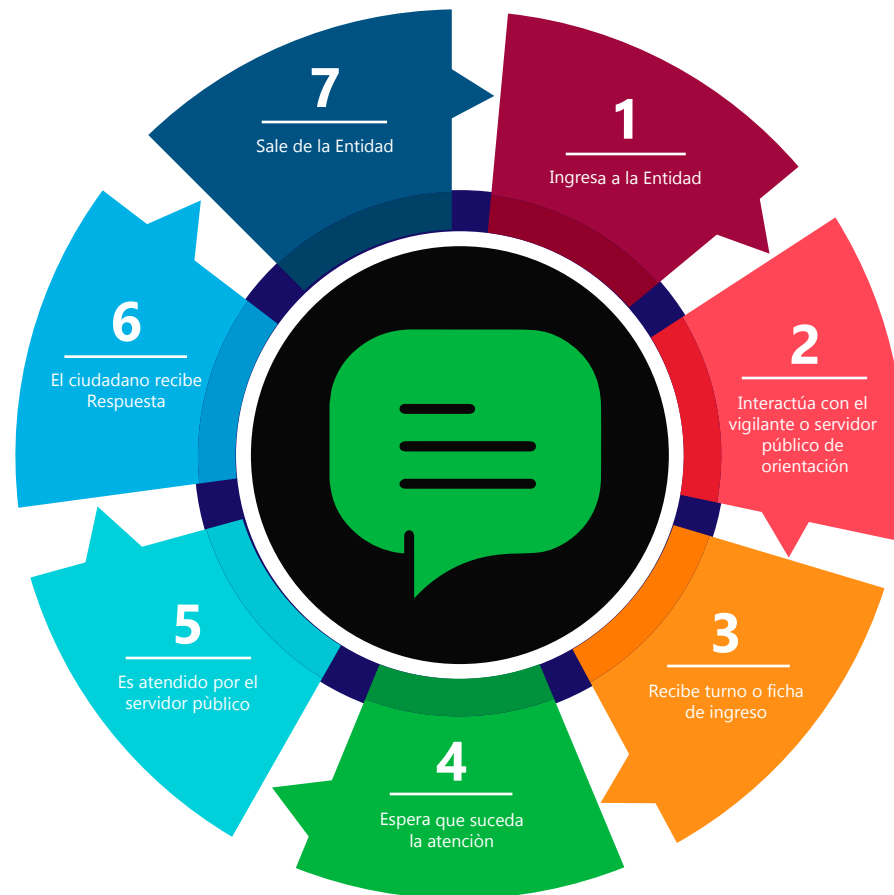 1
Ingresa a la Entidad
2
Interactúa con el
vigilante o servidor
público de
orientación
3
Recibe turno o ficha
de ingreso
4
Espera que suceda
la atenciòn
5
Es atendido por el
servidor pùblico
6
El ciudadano recibe
Respuesta
7
Sale de la Entidad